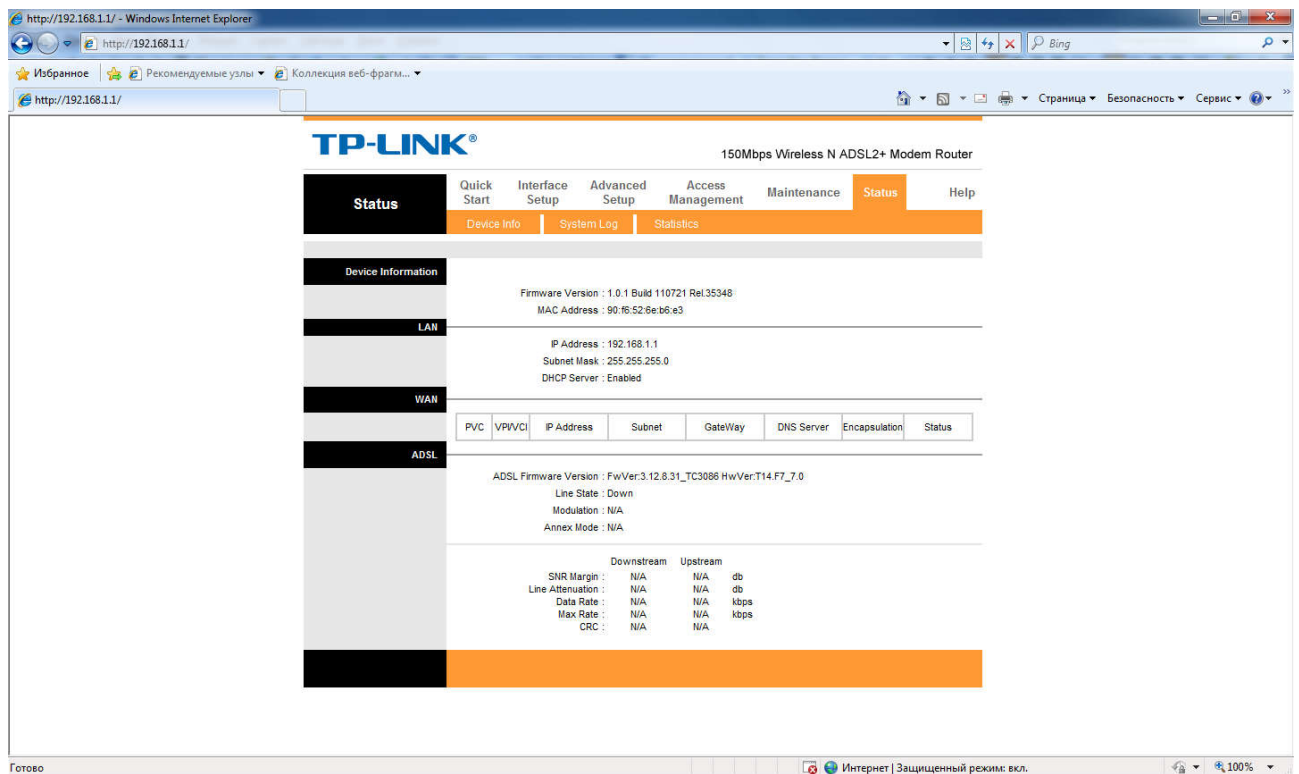 http://192.168.1.1/ - Windows Internet Explorer
http://192.168.1.1/
Bing
Избранное Рекомендуемые узлы Коллекция веб-фрагм...
http://192.168.1.1/ Страница Безопасность Сервис
TP-LINK®
150Mbps Wireless N ADSL2+ Modem Router
Status
Quick Start Interface Setup Advanced Setup Access Management Maintenance Status Help
Device Info System Log Statistics
Device Information
Firmware Version : 1.0.1 Build 110721 Rel.35348
MAC Address : 90:f6:52:6e:b6:e3
LAN
IP Address : 192.168.1.1
Subnet Mask : 255.255.255.0
DHCP Server : Enabled
WAN
PVC VPI/VCI IP Address Subnet GateWay DNS Server Encapsulation Status
ADSL
ADSL Firmware Version : FwVer:3.12.8.31_TC3086 HwVer:T14.F7_7.0
Line State : Down
Modulation : N/A
Annex Mode : N/A
Downstream Upstream
SNR Margin : N/A N/A db
Line Attenuation : N/A N/A db
Data Rate : N/A N/A kbps
Max Rate : N/A N/A kbps
CRC : N/A N/A
Готово Интернет | Защищенный режим: вкл. 100%